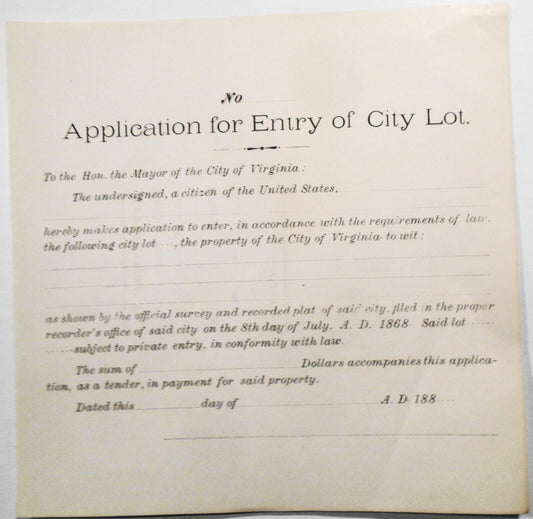 No
Application for Entry of City Lot.
To the Hon. the Mayor of the City of Virginia:
The undersigned, a citizen of the United States,
hereby makes application to enter, in accordance with the requirements of law,
the following city lot ...., the property of the City of Virginia to wit:
as shown by the official survey and recorded plat of said city, filed in the proper
recorder's office of said city on the 8th day of July, A. D. 1868 Said lot ......
......subject to private entry, in conformity with law.
The sum of ........ Dollars accompanies this applica-
tion, as a tender, in payment for said property.
Dated this ........ day of ........ A. D. 188 ....